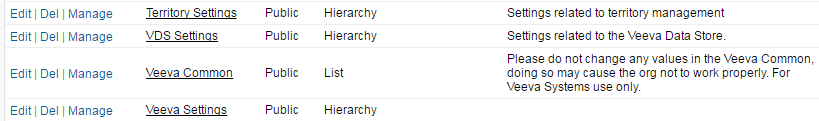 Edit | Del | Manage Territory Settings Public Hierarchy Settings related to territory management
Edit | Del | Manage VDS Settings Public Hierarchy Settings related to the Veeva Data Store.
Edit | Del | Manage Veeva Common Public List Please do not change any values in the Veeva Common,
doing so may cause the org not to work properly. For
Veeva Systems use only.
Edit | Del | Manage Veeva Settings Public Hierarchy